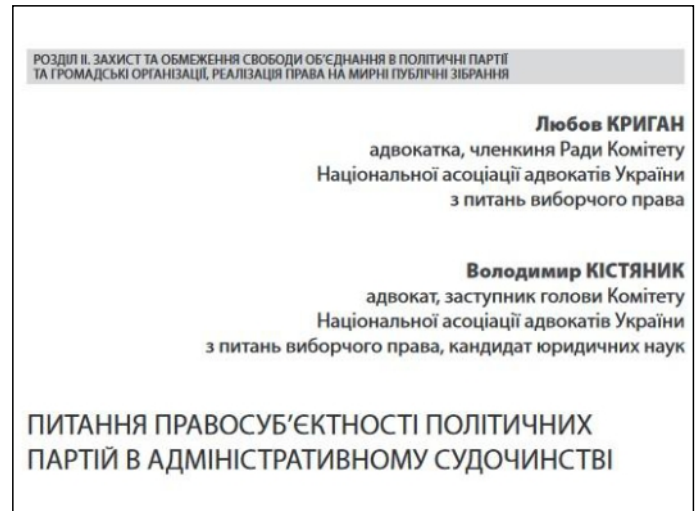 РОЗДІЛ ІІ. ЗАХИСТ ТА ОБМЕЖЕННЯ СВОБОДИ ОБ'ЄДНАННЯ В ПОЛІТИЧНІ ПАРТІЇ
ТА ГРОМАДСЬКІ ОРГАНІЗАЦІЇ, РЕАЛІЗАЦІЯ ПРАВА НА МИРНІ ПУБЛІЧНІ ЗІБРАННЯ
Любов КРИГАН
адвокатка, членкиня Ради Комітету
Національної асоціації адвокатів України
з питань виборчого права
Володимир КІСТЯНИК
адвокат, заступник голови Комітету
Національної асоціації адвокатів України
з питань виборчого права, кандидат юридичних наук
ПИТАННЯ ПРАВОСУБ'ЄКТНОСТІ ПОЛІТИЧНИХ
ПАРТІЙ В АДМІНІСТРАТИВНОМУ СУДОЧИНСТВІ